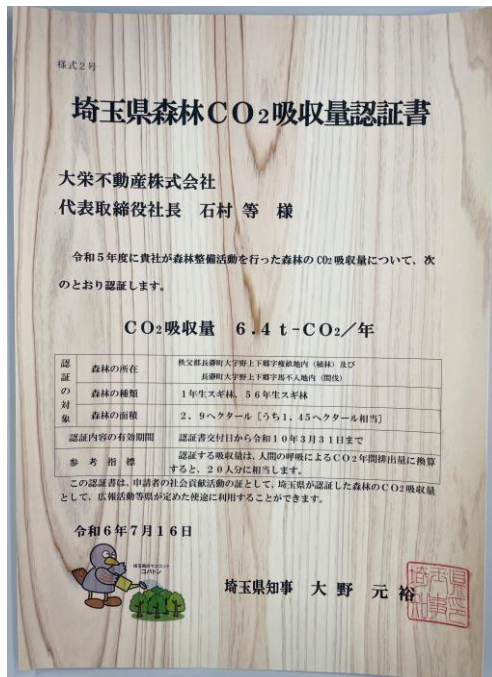 様式2号
埼玉県森林CO2吸収量認証書
大栄不動産株式会社
代表取締役社長 石村 等 様
令和5年度に貴社が森林整備活動を行った森林の CO2吸収量について、次
のとおり認証します。
CO2吸収量 6.4t-CO2/年
認証の対象
森林の所在
秩父郡長瀞町大字野上下郷字 地内(植林)及び
長瀞町大字野上下郷字馬不入地内(間伐)
森林の種類
1年生スギ林、56年生スギ林
森林の面積
2.9ヘクタール[うち1.45ヘクタール相当]
認証内容の有効期間
認証書交付日から令和10年3月31日まで
参考指標
認証する吸収量は、人間の呼吸によるCO2年間排出量に換算
すると、20人分に相当します。
この認証書は、申請者の社会貢献活動の証として、埼玉県が認証した森林のCO2吸収量
として、広報活動等県が定めた使途に利用することができます。
令和6年7月16日
埼玉県のマスコット
コバトン
埼玉県知事 大野 元裕